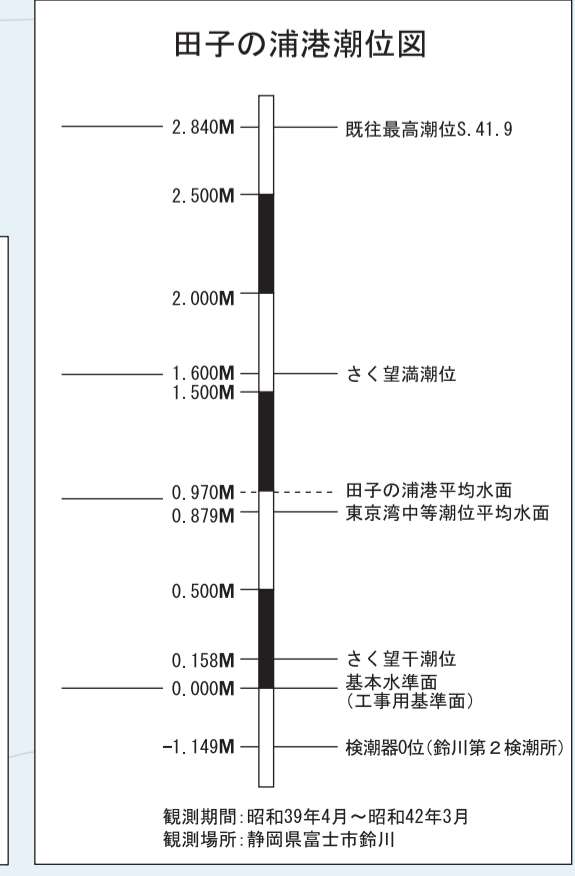 田子の浦港潮位図
2.840M 既往最高潮位S.41.9
2.500M
2.000M
1.600M さく望満潮位
1.500M
0.970M 田子の浦港平均水面
0.879M 東京湾中等潮位平均水面
0.500M
0.158M さく望干潮位
0.000M 基本水準面
(工事用基準面)
-1.149M 検潮器0位(鈴川第２検潮所)
観測期間:昭和39年4月～昭和42年3月
観測場所:静岡県富士市鈴川